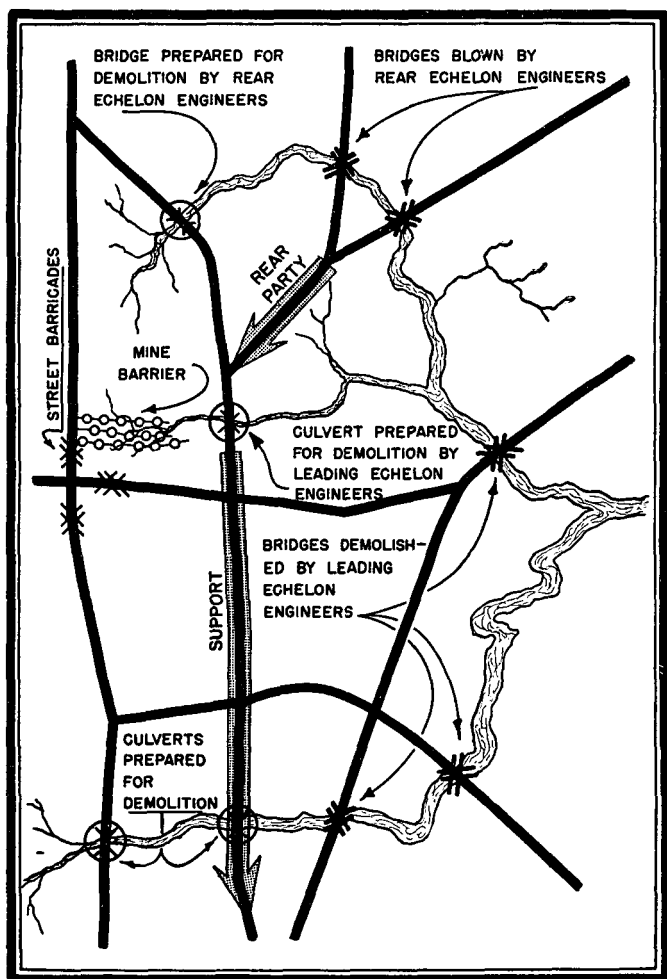 BRIDGE PREPARED FOR
DEMOLITION BY REAR
ECHELON ENGINEERS
BRIDGES BLOWN BY
REAR ECHELON ENGINEERS
REAR
PARTY
STREET BARRICADES
MINE
BARRIER
CULVERT PREPARED
FOR DEMOLITION BY
LEADING ECHELON
ENGINEERS
BRIDGES DEMOLISH-
ED BY LEADING
ECHELON
ENGINEERS
SUPPORT
CULVERTS
PREPARED
FOR
DEMOLITION